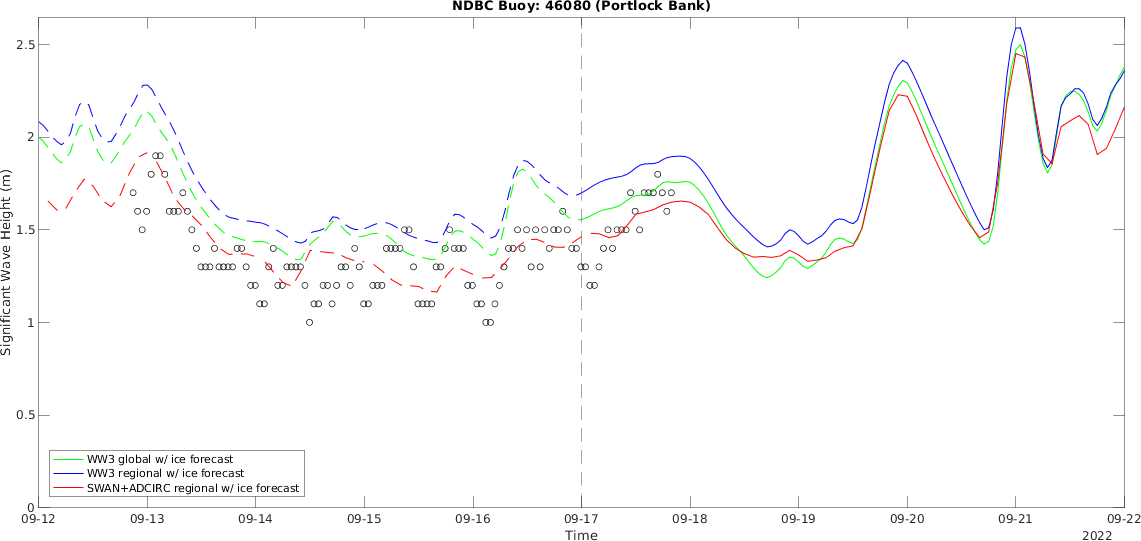 NDBC Buoy: 46080 (Portlock Bank)
Significant Wave Height (m)
2.5
2
1.5
1
0.5
0
WW3 global w/ ice forecast
WW3 regional w/ ice forecast
SWAN+ADCIRC regional w/ ice forecast
09-12 09-13 09-14 09-15 09-16 09-17 09-18 09-19 09-20 09-21 09-22
Time
2022